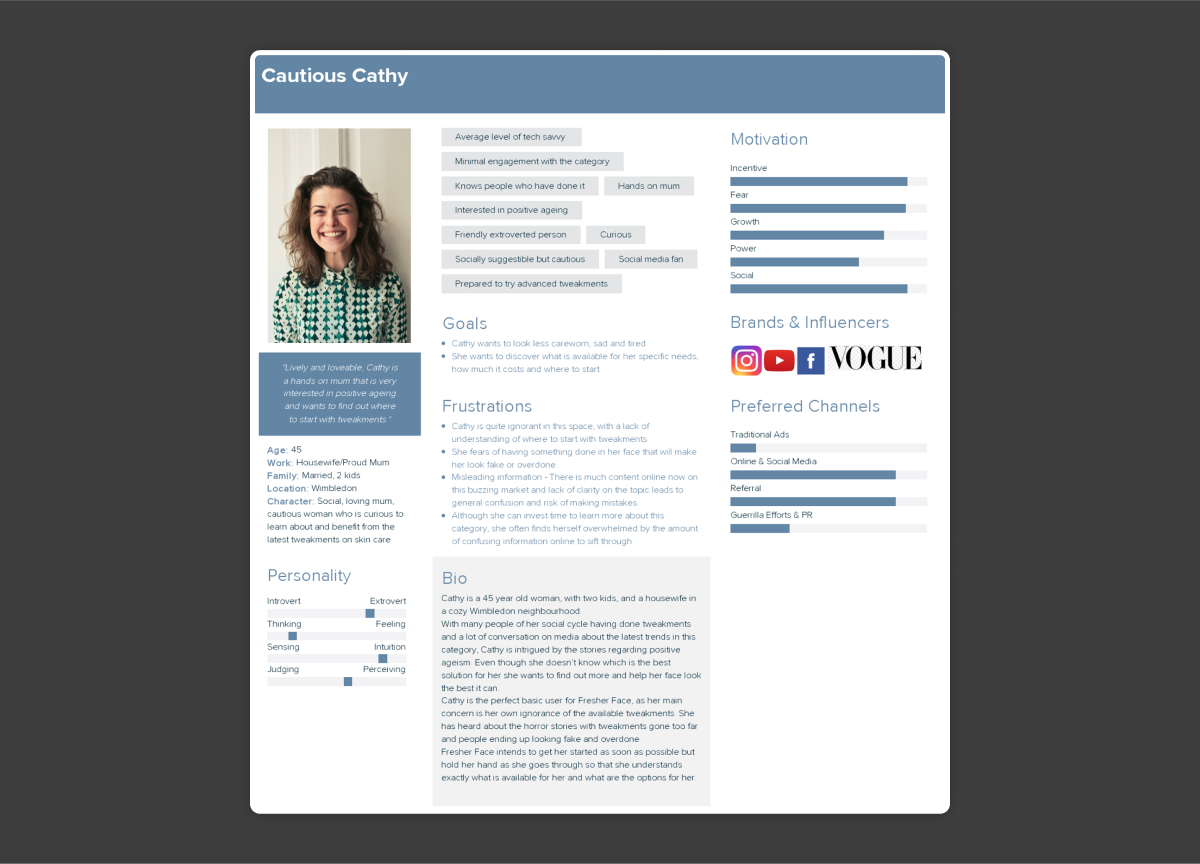 Cautious Cathy
"Lively and loveable, Cathy is
a hands on mum that is very
interested in positive ageing
and wants to find out where
to start with tweakments "
Age: 45
Work: Housewife/Proud Mum
Family: Married, 2 kids
Location: Wimbledon
Character: Social, loving mum,
cautious woman who is curious to
learn about and benefit from the
latest tweakments on skin care
Personality
Introvert Extrovert
Thinking Feeling
Sensing Intuition
Judging Perceiving
Average level of tech savvy
Minimal engagement with the category
Knows people who have done it Hands on mum
Interested in positive ageing
Friendly extroverted person Curious
Socially suggestible but cautious Social media fan
Prepared to try advanced tweakments
Goals
Cathy wants to look less careworn, sad and tired
She wants to discover what is available for her specific needs,
how much it costs and where to start
Frustrations
Cathy is quite ignorant in this space, with a lack of
understanding of where to start with tweakments
She fears of having something done in her face that will make
her look fake or overdone
Misleading information - There is much content online now on
this buzzing market and lack of clarity on the topic leads to
general confusion and risk of making mistakes.
Although she can invest time to learn more about this
category, she often finds herself overwhelmed by the amount
of confusing information online to sift through
Bio
Cathy is a 45 year old woman, with two kids, and a housewife in
a cozy Wimbledon neighbourhood.
With many people of her social cycle having done tweakments
and a lot of conversation on media about the latest trends in this
category, Cathy is intrigued by the stories regarding positive
ageism. Even though she doesn't know which is the best
solution for her she wants to find out more and help her face look
the best it can.
Cathy is the perfect basic user for Fresher Face, as her main
concern is her own ignorance of the available tweakments. She
has heard about the horror stories with tweakments gone too far
and people ending up looking fake and overdone.
Fresher Face intends to get her started as soon as possible but
hold her hand as she goes through so that she understands
exactly what is available for her and what are the options for her.
Motivation
Incentive
Fear
Growth
Power
Social
Brands & Influencers
f VOGUE
Preferred Channels
Traditional Ads
Online & Social Media
Referral
Guerrilla Efforts & PR